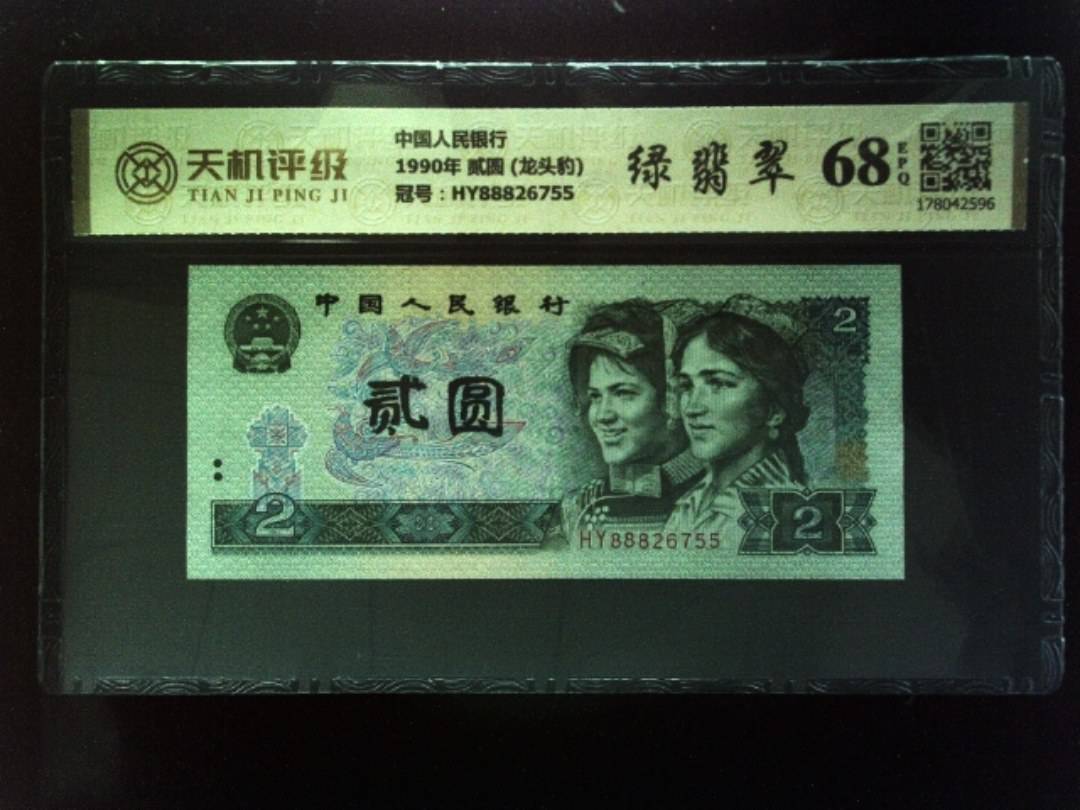 天机评级
TIAN JI PING JI
中国人民银行
1990年 贰圆 (龙头豹)
冠号：HY88826755
绿翡翠
68
EPQ
178042596
中国人民银行
2
贰圆
2
HY88826755
2